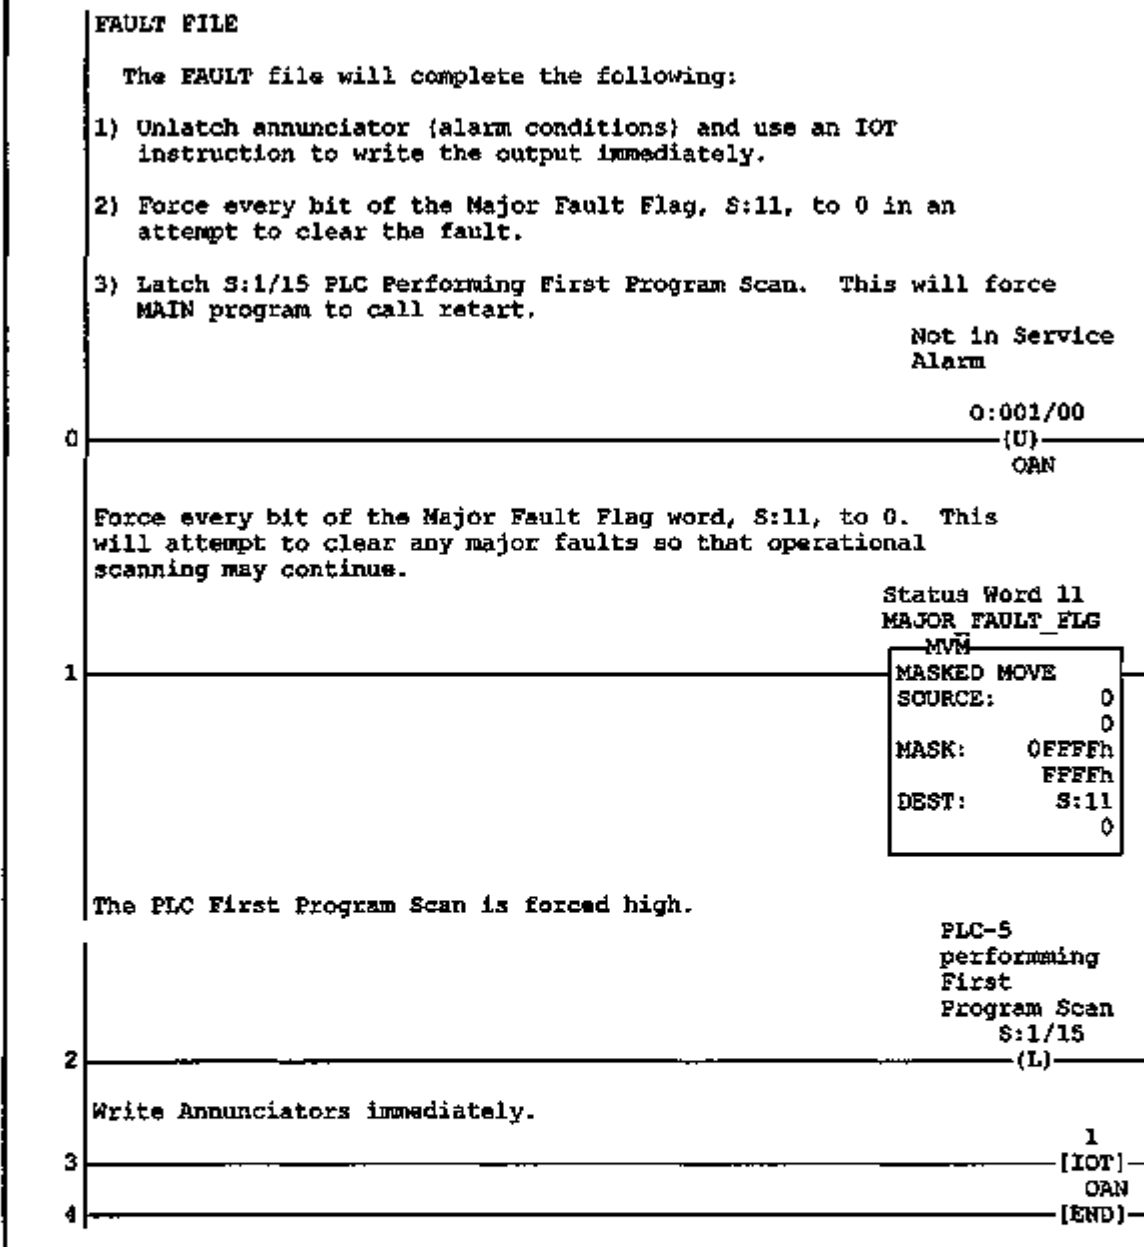 FAULT FILE
The FAULT file will complete the following:
1) Unlatch annunciator (alarm conditions) and use an IOT
instruction to write the output immediately.
2) Force every bit of the Major Fault Flag, S:11, to 0 in an
attempt to clear the fault.
3) Latch S:1/15 PLC Performing First Program Scan. This will force
MAIN program to call retart.
Not in Service
Alarm
O:001/00
0
(U)
OAN
Force every bit of the Major Fault Flag word, S:11, to 0. This
will attempt to clear any major faults so that operational
scanning may continue.
Status Word 11
MAJOR_FAULT_FLG
MVM
1
MASKED MOVE
SOURCE: 0
0
MASK: 0FFFFh
FFFFh
DEST: S:11
0
The PLC First Program Scan is forced high.
PLC-5
performming
First
Program Scan
S:1/15
2
(L)
Write Annunciators immediately.
1
3
[IOT]
OAN
4
[END]